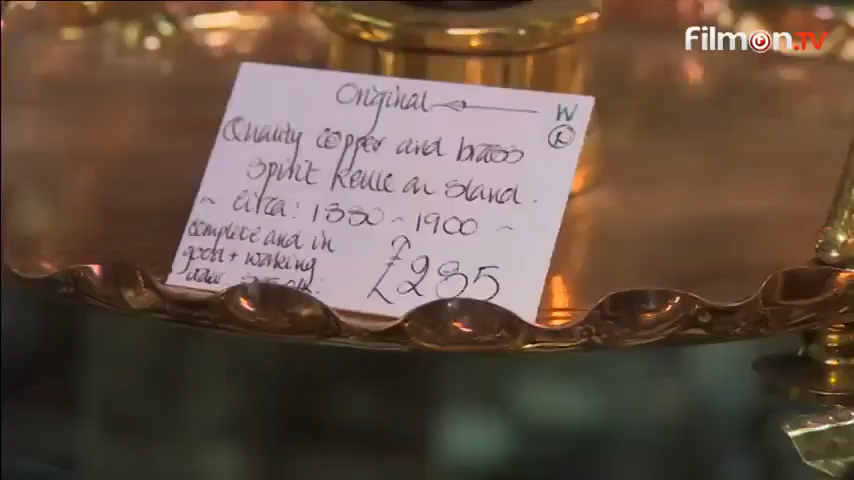 Filmon.TV
Original
W
Quality copper and brass
Spirit Kettle on stand.
~ Circa: 1880 ~ 1900 ~
complete and in
good + working
£285